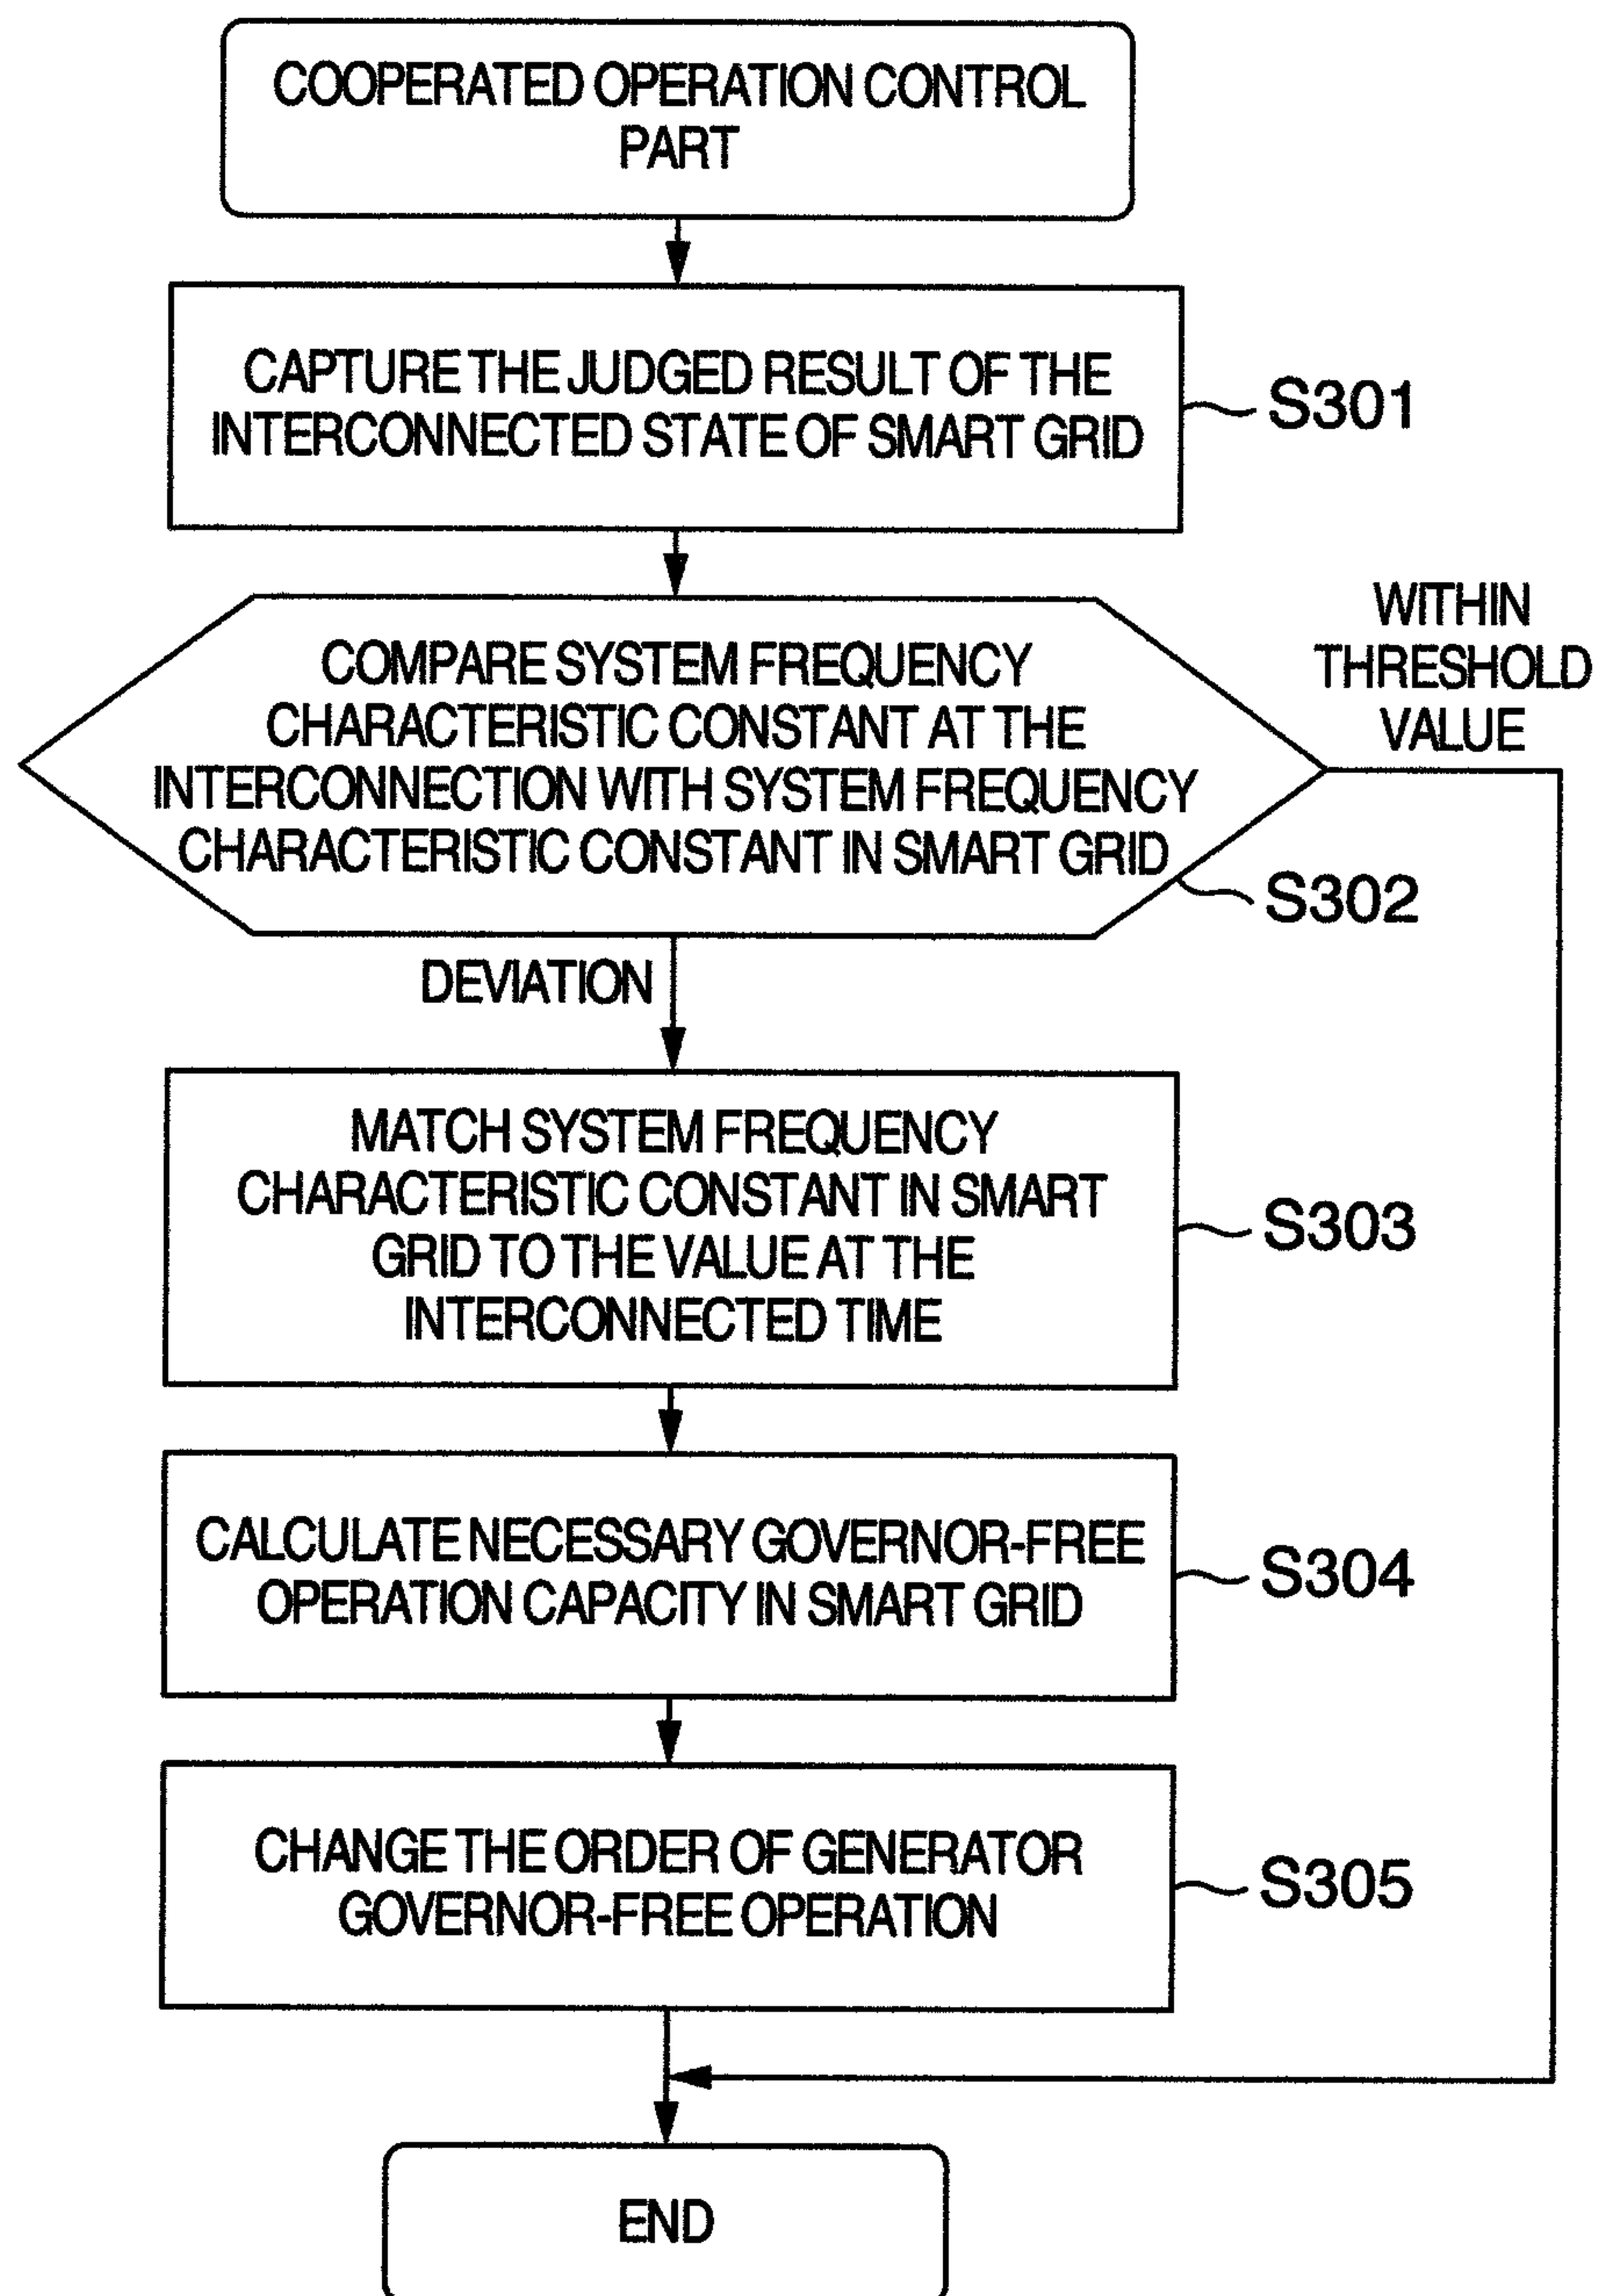 COOPERATED OPERATION CONTROL
PART
CAPTURE THE JUDGED RESULT OF THE
INTERCONNECTED STATE OF SMART GRID
S301
WITHIN
THRESHOLD
VALUE
COMPARE SYSTEM FREQUENCY
CHARACTERISTIC CONSTANT AT THE
INTERCONNECTION WITH SYSTEM FREQUENCY
CHARACTERISTIC CONSTANT IN SMART GRID
S302
DEVIATION
MATCH SYSTEM FREQUENCY
CHARACTERISTIC CONSTANT IN SMART
GRID TO THE VALUE AT THE
INTERCONNECTED TIME
S303
CALCULATE NECESSARY GOVERNOR-FREE
OPERATION CAPACITY IN SMART GRID
S304
CHANGE THE ORDER OF GENERATOR
GOVERNOR-FREE OPERATION
S305
END